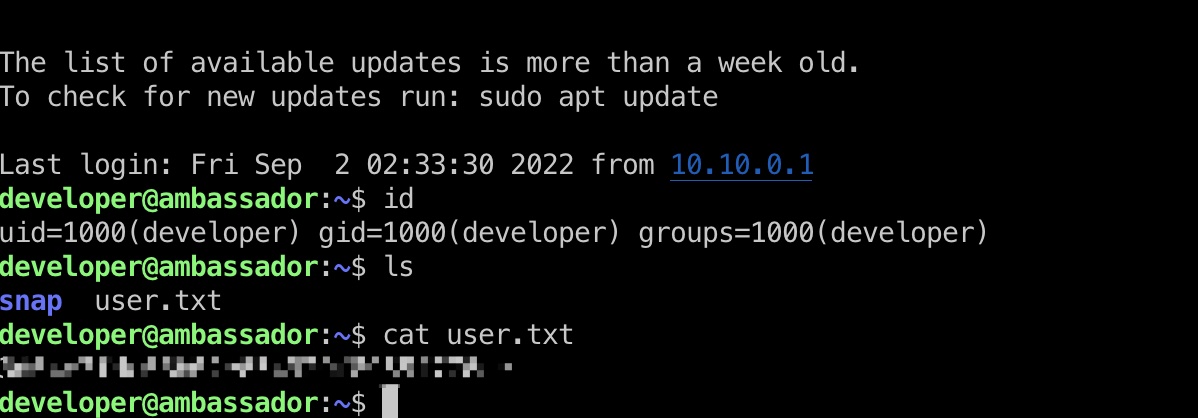 The list of available updates is more than a week old.
To check for new updates run: sudo apt update
Last login: Fri Sep  2 02:33:30 2022 from 10.10.0.1
developer@ambassador:~$ id
uid=1000(developer) gid=1000(developer) groups=1000(developer)
developer@ambassador:~$ ls
snap  user.txt
developer@ambassador:~$ cat user.txt
developer@ambassador:~$